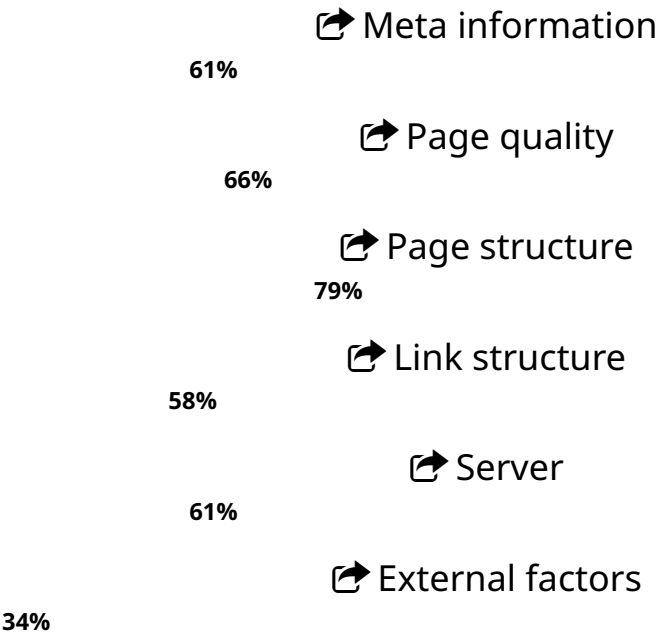 Meta information
61%
Page quality
66%
Page structure
79%
Link structure
58%
Server
61%
External factors
34%